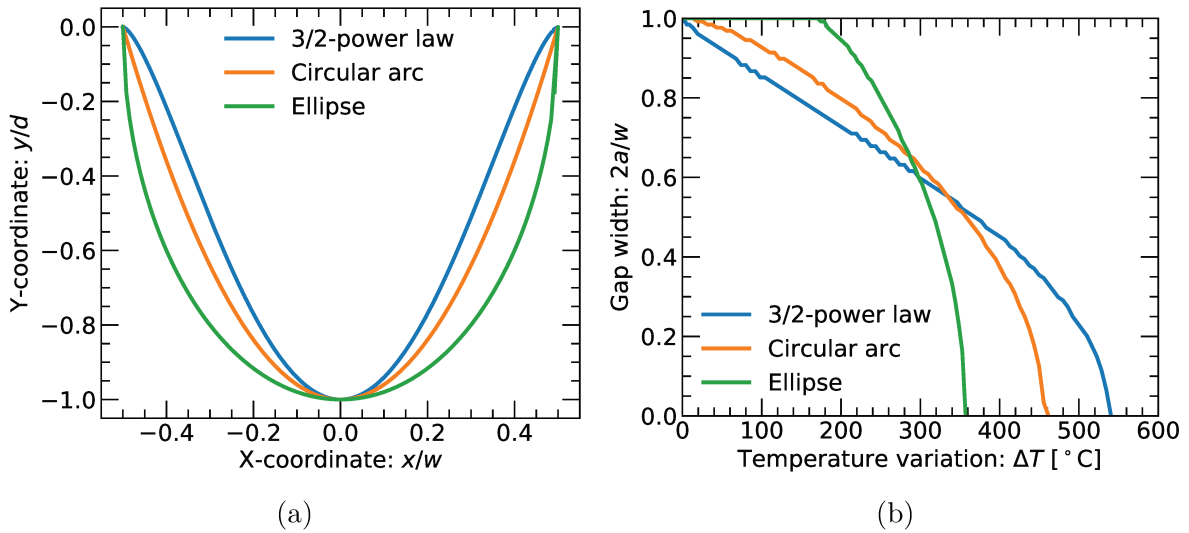 0.0
−0.2
−0.4
−0.6
−0.8
−1.0
Y-coordinate: y/d
3/2-power law
Circular arc
Ellipse
−0.4 −0.2 0.0 0.2 0.4
X-coordinate: x/w
(a)
1.0
0.8
0.6
0.4
0.2
0.0
Gap width: 2a/w
3/2-power law
Circular arc
Ellipse
0 100 200 300 400 500 600
Temperature variation: ΔT [°C]
(b)